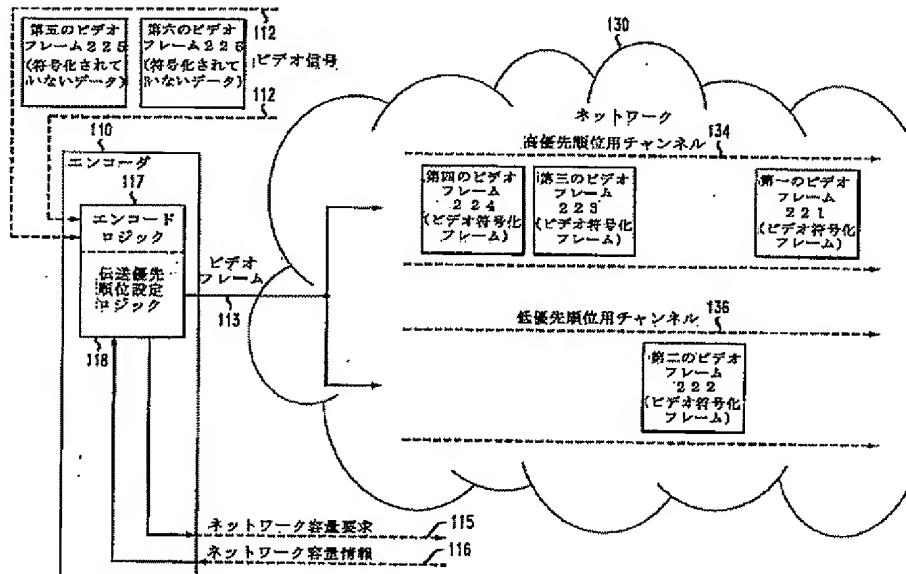 第五のビデオ
フレーム２２５
(符号化されて
いないデータ)
第六のビデオ
フレーム２２６
(符号化されて
いないデータ)
112
ビデオ信号
112
110
エンコーダ
117
エンコード
ロジック
伝送優先
順位設定
ロジック
118
ビデオ
フレーム
113
130
ネットワーク
高優先順位用チャンネル
134
第四のビデオ
フレーム
２２４
(ビデオ符号化
フレーム)
第三のビデオ
フレーム
２２３
(ビデオ符号化
フレーム)
第一のビデオ
フレーム
２２１
(ビデオ符号化
フレーム)
低優先順位用チャンネル
136
第二のビデオ
フレーム
２２２
(ビデオ符号化
フレーム)
ネットワーク容量要求
115
ネットワーク容量情報
116